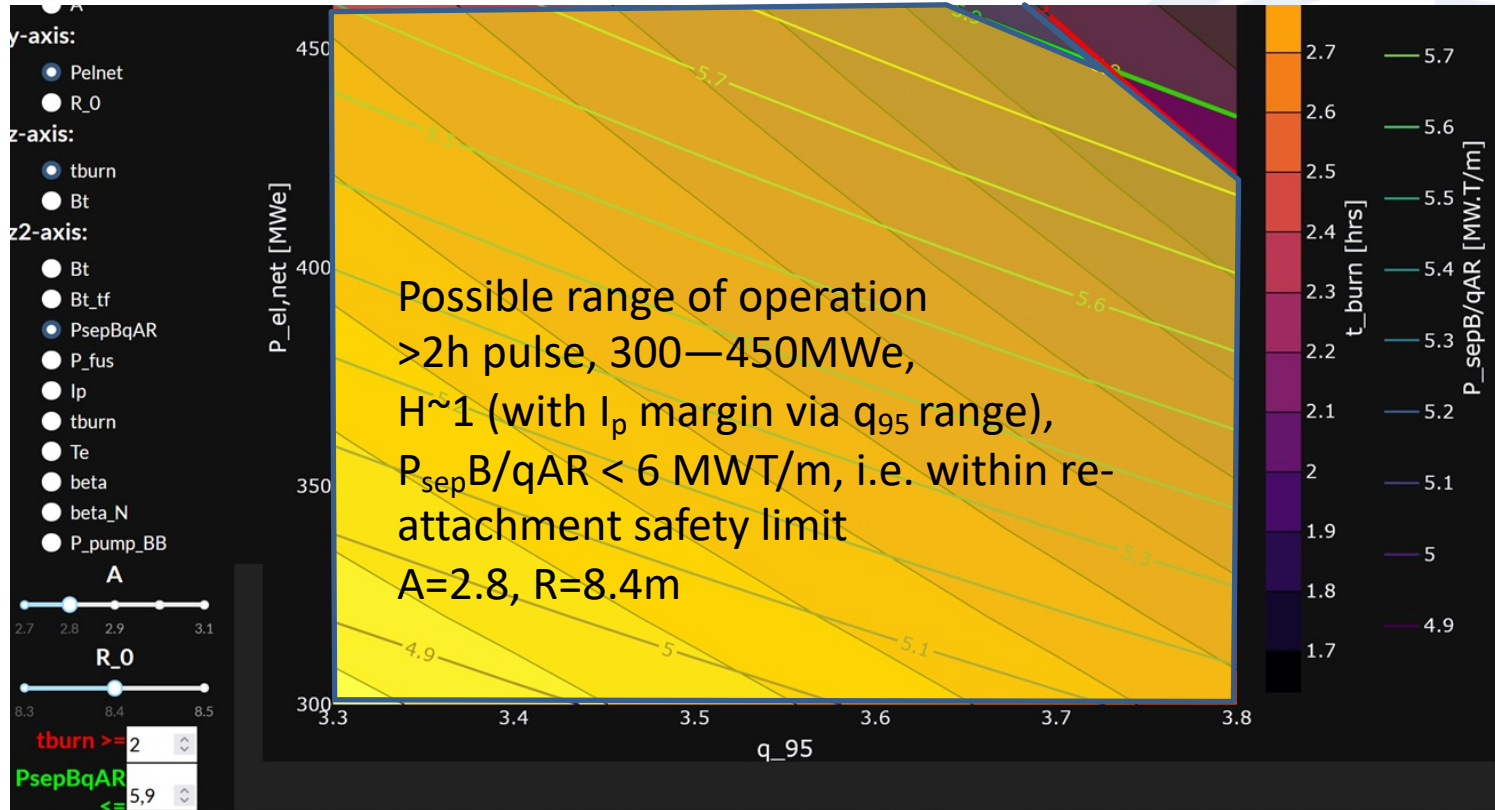 A
y-axis:
Pelnet
R_0
z-axis:
tburn
Bt
z2-axis:
Bt
Bt_tf
PsepBqAR
P_fus
Ip
tburn
Te
beta
beta_N
P_pump_BB
A
2.7 2.8 2.9 3.1
R_0
8.3 8.4 8.5
tburn >= 2
PsepBqAR
<= 5,9
P_el,net [MWe]
450
400
350
300
3.3 3.4 3.5 3.6 3.7 3.8
q_95
5.9
5.7
5.5
5.6
5.2
5.3
5.1
5
4.9
Possible range of operation
>2h pulse, 300—450MWe,
H~1 (with Ip margin via q95 range),
PsepB/qAR < 6 MWT/m, i.e. within re-
attachment safety limit
A=2.8, R=8.4m
2.7
2.6
2.5
2.4
2.3
2.2
2.1
2
1.9
1.8
1.7
t_burn [hrs]
5.7
5.6
5.5
5.4
5.3
5.2
5.1
5
4.9
P_sepB/qAR [MW.T/m]